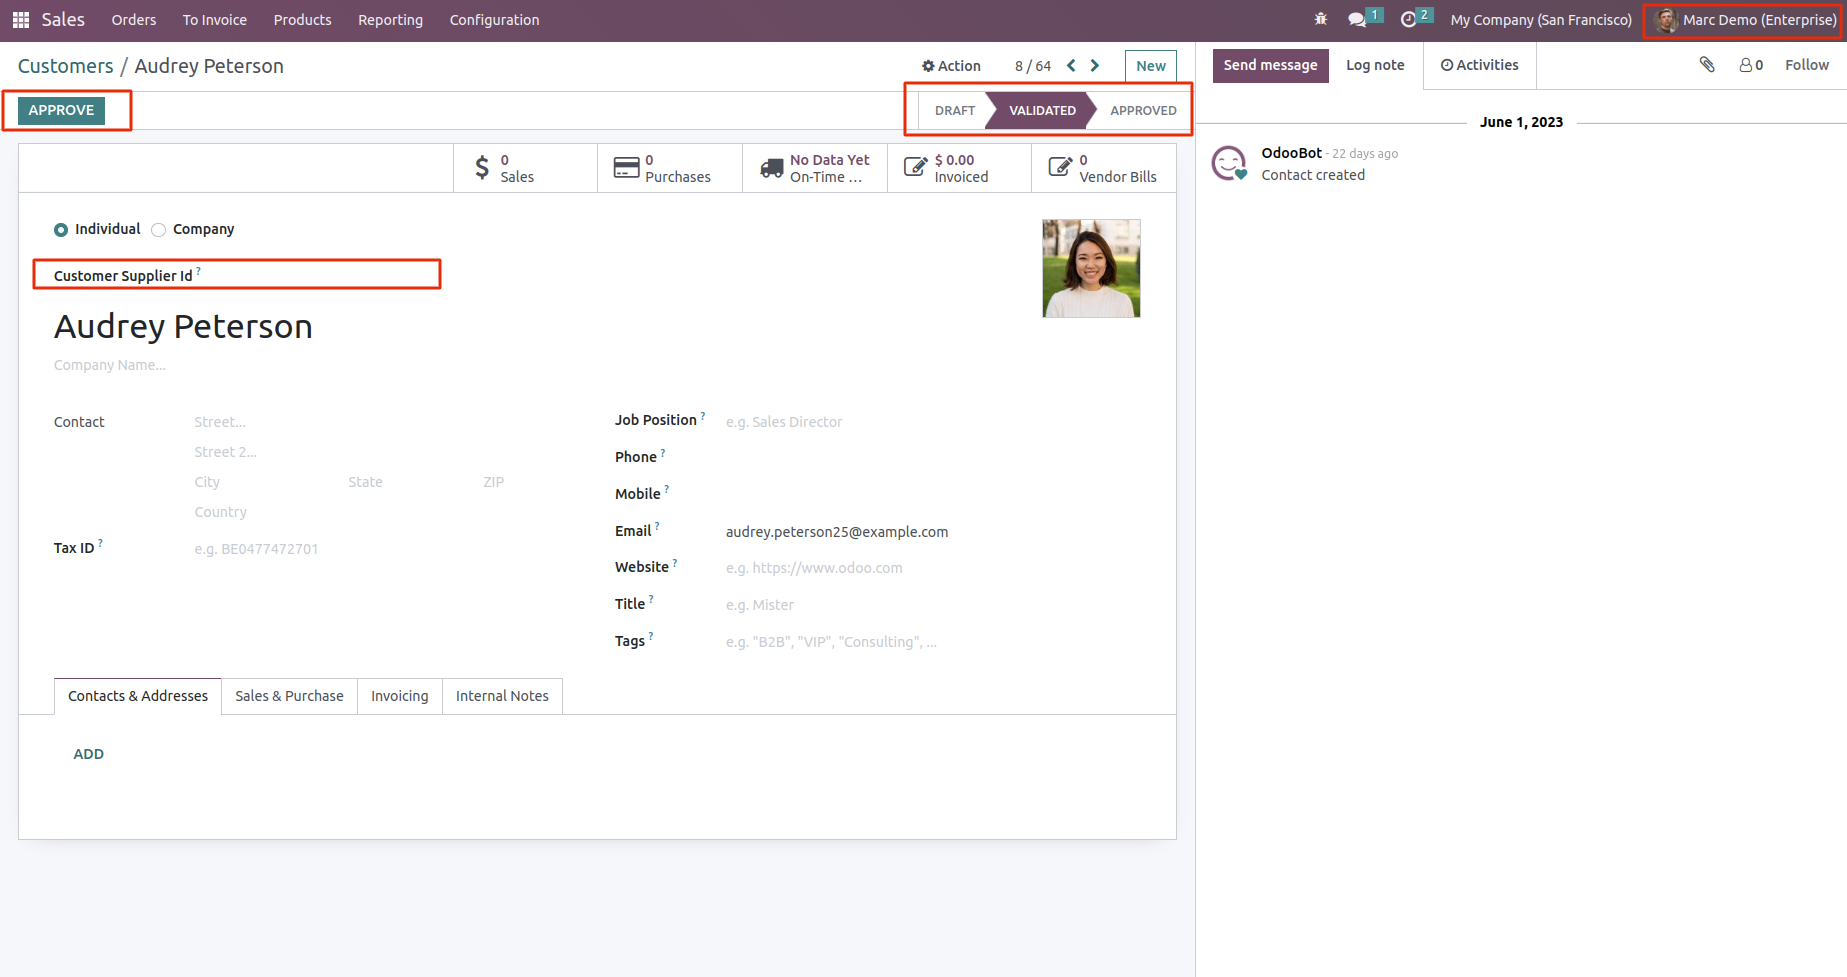 Sales Orders To Invoice Products Reporting Configuration 1 2 My Company (San Francisco) Marc Demo (Enterprise)
Customers / Audrey Peterson Action 8 / 64 New
APPROVE DRAFT VALIDATED APPROVED
0 Sales
0 Purchases
No Data Yet On-Time ...
$ 0.00 Invoiced
0 Vendor Bills
Individual Company
Customer Supplier Id ?
Audrey Peterson
Company Name...
Contact Street...
Street 2...
City State ZIP
Country
Tax ID ? e.g. BE0477472701
Job Position ? e.g. Sales Director
Phone ?
Mobile ?
Email ? audrey.peterson25@example.com
Website ? e.g. https://www.odoo.com
Title ? e.g. Mister
Tags ? e.g. "B2B", "VIP", "Consulting", ...
Contacts & Addresses Sales & Purchase Invoicing Internal Notes
ADD
Send message Log note Activities 0 Follow
June 1, 2023
OdooBot - 22 days ago
Contact created